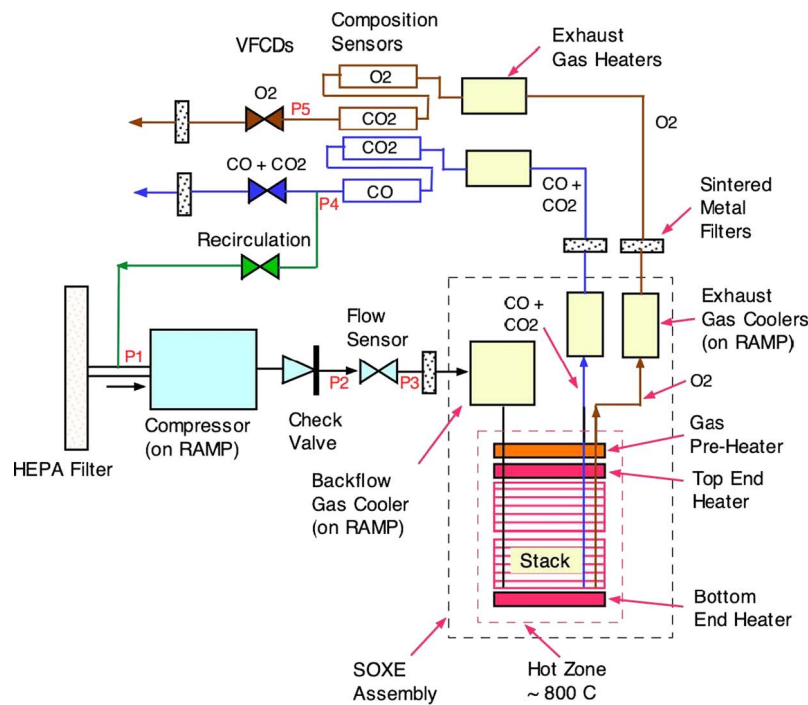 VFCDs
Composition
Sensors
Exhaust
Gas Heaters
O2
O2
P5
CO2
O2
CO2
CO + CO2
CO
P4
CO +
CO2
Sintered
Metal
Filters
Recirculation
P1
Compressor
(on RAMP)
HEPA Filter
Check
Valve
Flow
Sensor
P2
P3
Backflow
Gas Cooler
(on RAMP)
CO +
CO2
Exhaust
Gas Coolers
(on RAMP)
O2
Gas
Pre-Heater
Top End
Heater
Stack
Bottom
End Heater
SOXE
Assembly
Hot Zone
~ 800 C